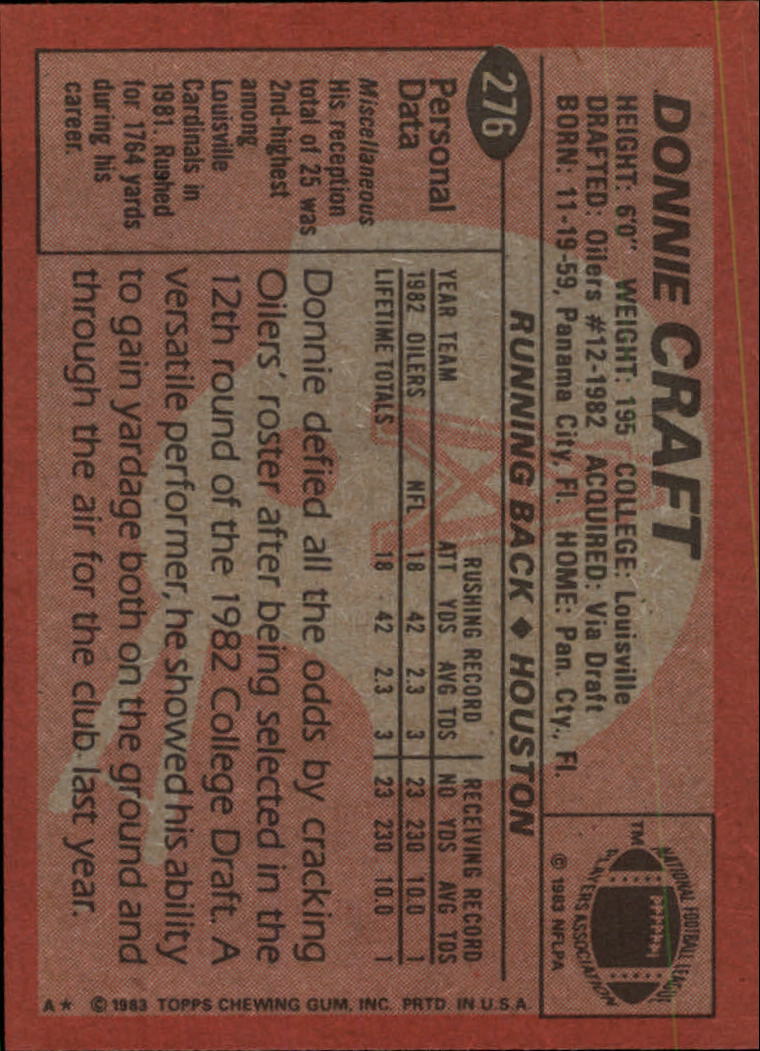 DONNIE CRAFT
HEIGHT: 6'0" WEIGHT: 195 COLLEGE: Louisville
DRAFTED: Oilers #12-1982 ACQUIRED: Via Draft
BORN: 11-19-59, Panama City, Fl. HOME: Pan. Cty., Fl.
NATIONAL FOOTBALL LEAGUE
PLAYERS ASSOCIATION
TM
© 1983 NFLPA
276
RUNNING BACK ♦ HOUSTON
Personal
Data
Miscellaneous
His reception
total of 25 was
2nd-highest
among
Louisville
Cardinals in
1981. Rushed
for 1764 yards
during his
career.
RUSHING RECORD RECEIVING RECORD
YEAR TEAM ATT YDS AVG TDS NO YDS AVG TDS
1982 OILERS NFL 18 42 2.3 3 23 230 10.0 1
LIFETIME TOTALS 18 42 2.3 3 23 230 10.0 1
Donnie defied all the odds by cracking
Oilers' roster after being selected in the
12th round of the 1982 College Draft. A
versatile performer, he showed his ability
to gain yardage both on the ground and
through the air for the club last year.
A* © 1983 TOPPS CHEWING GUM, INC. PRTD. IN U.S.A.